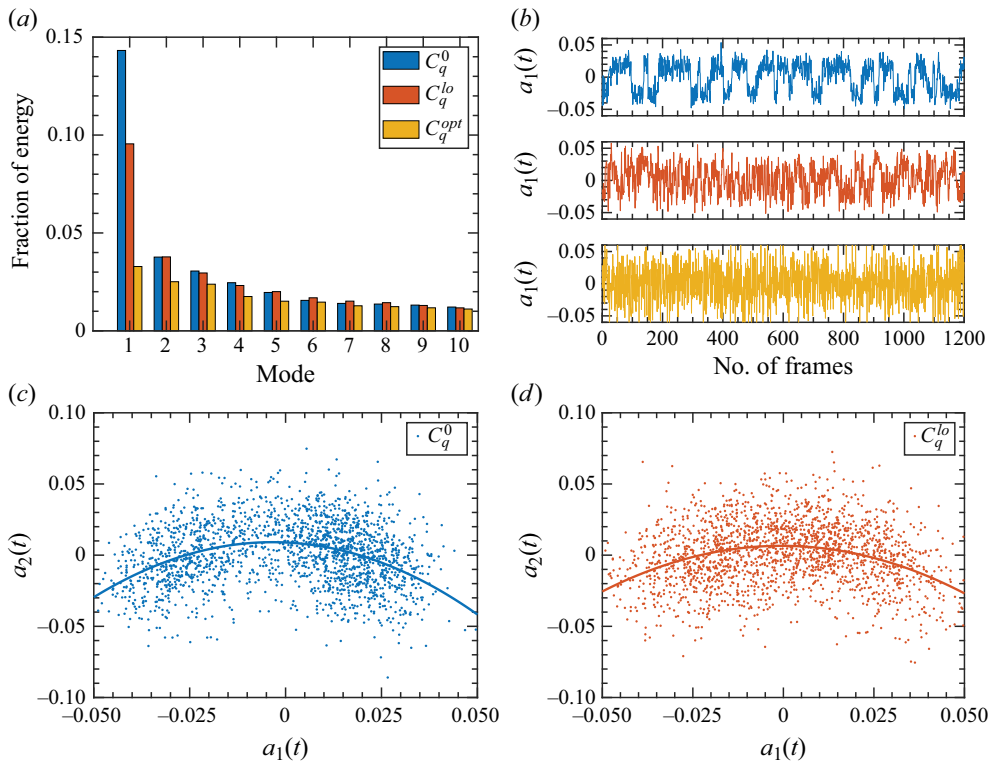 (a)
0.15
0.10
0.05
0
Fraction of energy
C_q^0
C_q^{lo}
C_q^{opt}
1 2 3 4 5 6 7 8 9 10
Mode
(b)
0.05
0
−0.05
a_1(t)
0.05
0
−0.05
a_1(t)
0.05
0
−0.05
a_1(t)
0 200 400 600 800 1000 1200
No. of frames
(c)
0.10
0.05
0
−0.05
−0.10
a_2(t)
C_q^0
−0.050 −0.025 0 0.025 0.050
a_1(t)
(d)
0.10
0.05
0
−0.05
−0.10
a_2(t)
C_q^{lo}
−0.050 −0.025 0 0.025 0.050
a_1(t)